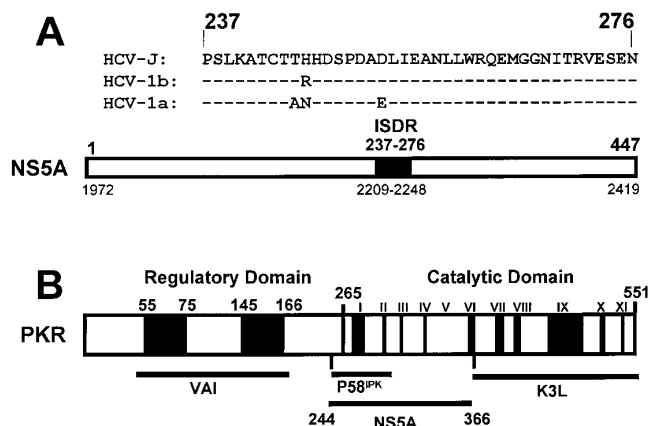 A
237 276
HCV-J: PSLKATCTTHHDSPDADLIEANLLWRQEMGGNITRVESEN
HCV-1b: ---------R------------------------------
HCV-1a: --------AN------E-----------------------
ISDR
1 237-276 447
NS5A
1972 2209-2248 2419
B
Regulatory Domain Catalytic Domain
55 75 145 166 265 I II III IV V VI VII VIII IX X XI 551
PKR
VAI P58IPK K3L
244 NS5A 366